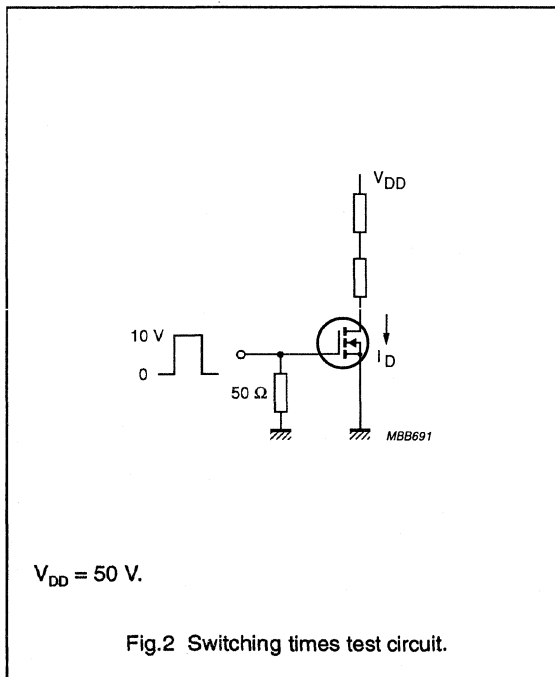 V_DD
10 V
0
50 Ω
I_D
MBB691
V_DD = 50 V.
Fig.2 Switching times test circuit.